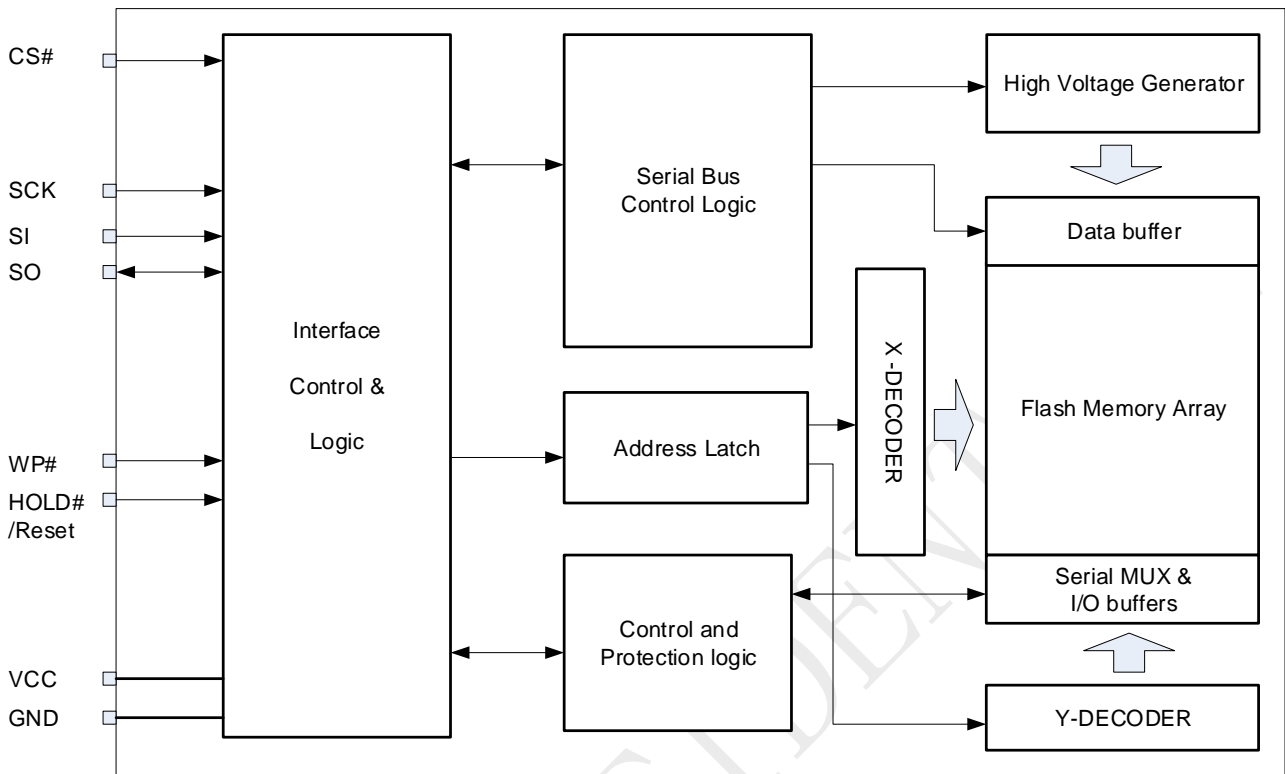 CS#
SCK
SI
SO
WP#
HOLD#
/Reset
VCC
GND
Interface
Control &
Logic
Serial Bus
Control Logic
Address Latch
Control and
Protection logic
X -DECODER
High Voltage Generator
Data buffer
Flash Memory Array
Serial MUX &
I/O buffers
Y-DECODER